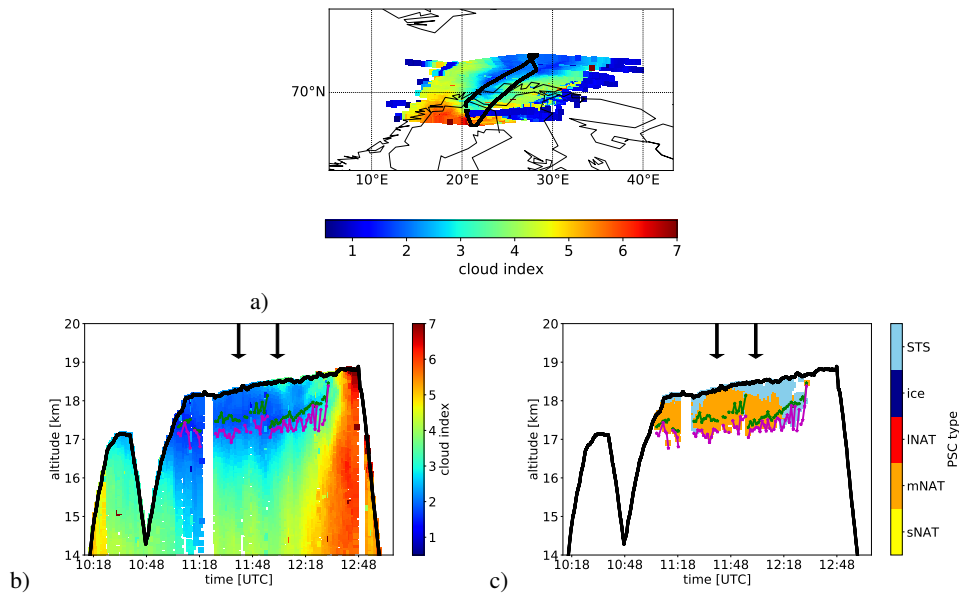 70°N
10°E 20°E 30°E 40°E
1 2 3 4 5 6 7
cloud index
a)
20
19
18
17
16
15
14
altitude [km]
10:18 10:48 11:18 11:48 12:18 12:48
time [UTC]
7
6
5
4
3
2
1
cloud index
b)
20
19
18
17
16
15
14
altitude [km]
10:18 10:48 11:18 11:48 12:18 12:48
time [UTC]
STS
ice
lNAT
mNAT
sNAT
PSC type
c)